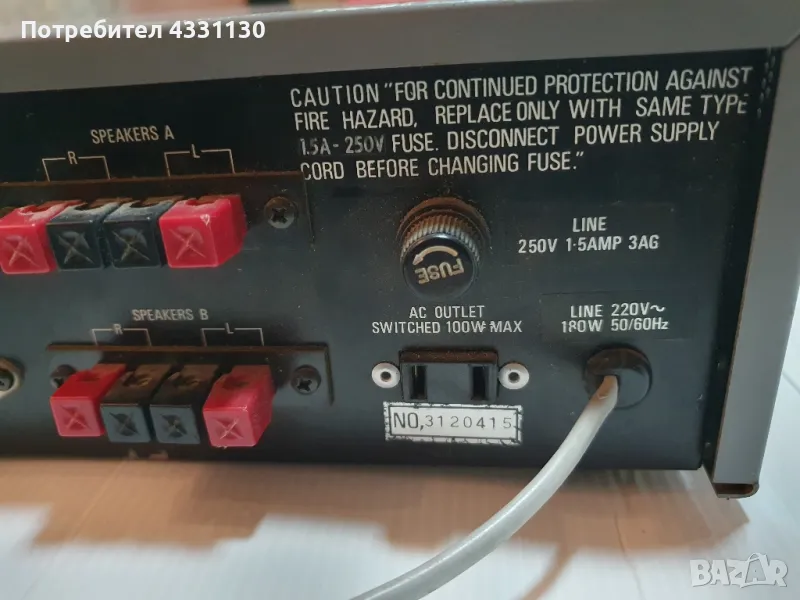 Потребител 4331130
CAUTION "FOR CONTINUED PROTECTION AGAINST
FIRE HAZARD, REPLACE ONLY WITH SAME TYPE
1.5A-250V FUSE. DISCONNECT POWER SUPPLY
CORD BEFORE CHANGING FUSE."
SPEAKERS A
R L
LINE
250V 1·5AMP 3AG
FUSE
SPEAKERS B
R L
AC OUTLET
SWITCHED 100W MAX
LINE 220V~
180W 50/60Hz
NO, 3120415
BAZAR